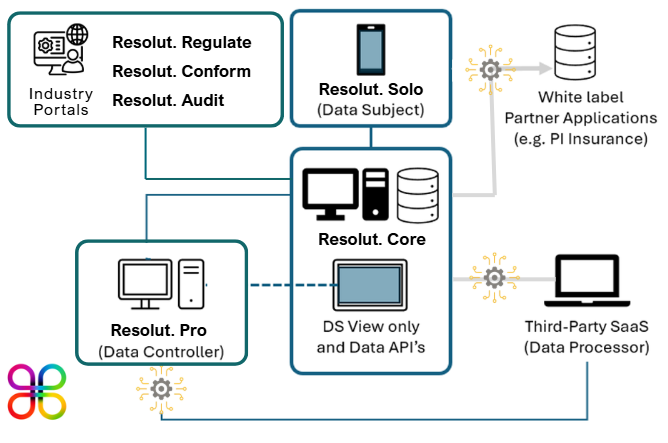 Resolut. Regulate
Resolut. Conform
Resolut. Audit
Industry
Portals
Resolut. Solo
(Data Subject)
White label
Partner Applications
(e.g. PI Insurance)
Resolut. Core
DS View only
and Data API's
Resolut. Pro
(Data Controller)
Third-Party SaaS
(Data Processor)